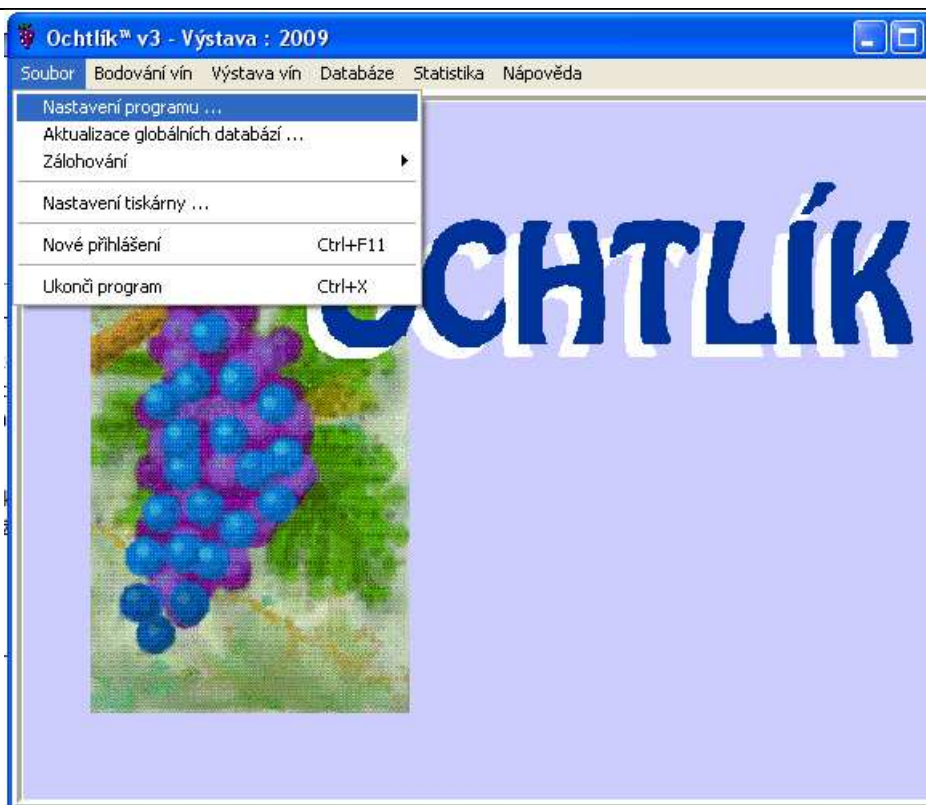 Ochtlík™ v3 - Výstava : 2009
Soubor Bodování vín Výstava vín Databáze Statistika Nápověda
Nastavení programu ...
Aktualizace globálních databází ...
Zálohování
Nastavení tiskárny ...
Nové přihlášení Ctrl+F11
Ukonči program Ctrl+X
OCHTLÍK